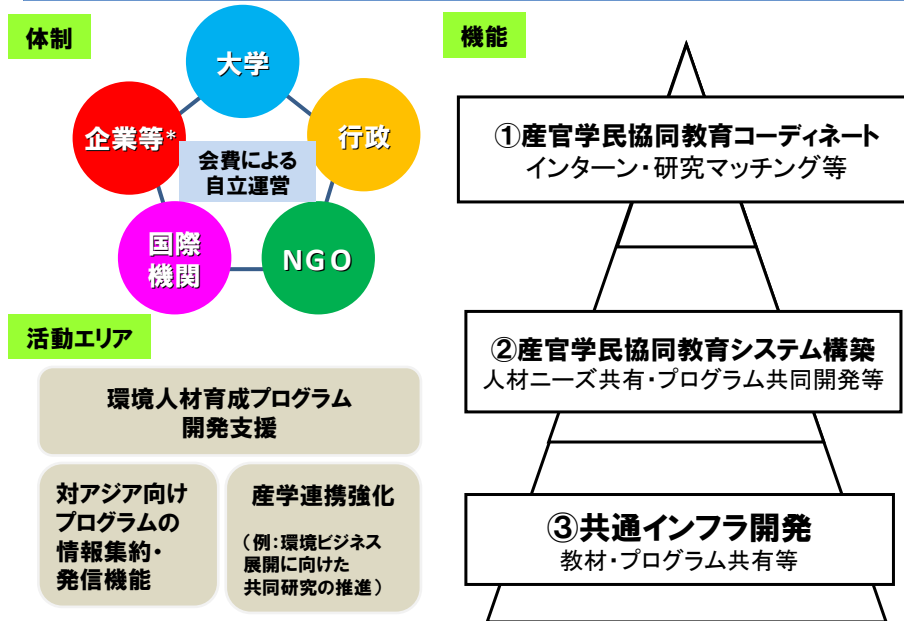 体制
大学
企業等*
行政
会費による
自立運営
国際
機関
NGO
活動エリア
環境人材育成プログラム
開発支援
対アジア向け
プログラムの
情報集約・
発信機能
産学連携強化
(例:環境ビジネス
展開に向けた
共同研究の推進)
機能
①産官学民協同教育コーディネート
インターン・研究マッチング等
②産官学民協同教育システム構築
人材ニーズ共有・プログラム共同開発等
③共通インフラ開発
教材・プログラム共有等